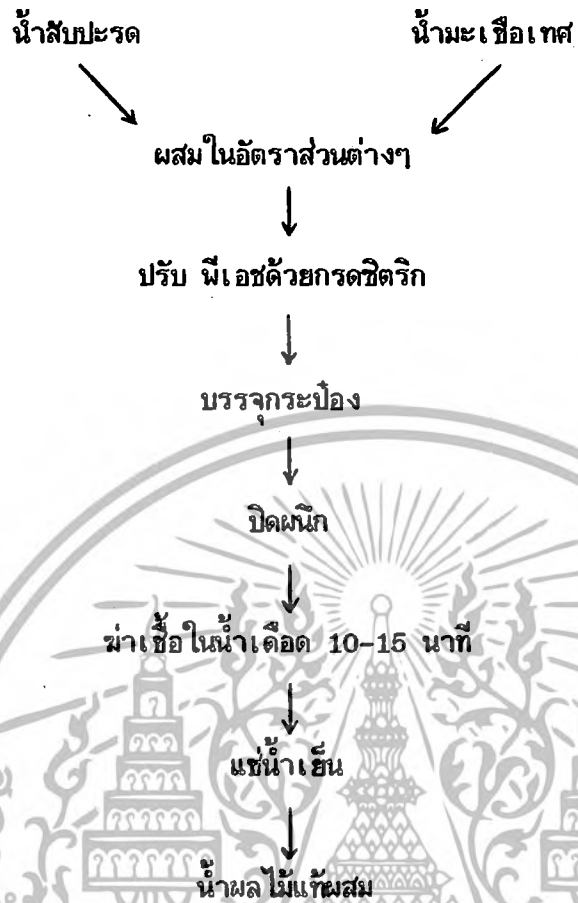 น้ำสับปะรด น้ำมะเขือเทศ
ผสมในอัตราส่วนต่างๆ
ปรับ พีเอชด้วยกรดซิตริก
บรรจุกระป๋อง
ปิดผนึก
ฆ่าเชื้อในน้ำเดือด 10-15 นาที
แช่น้ำเย็น
น้ำผลไม้แท้ผสม